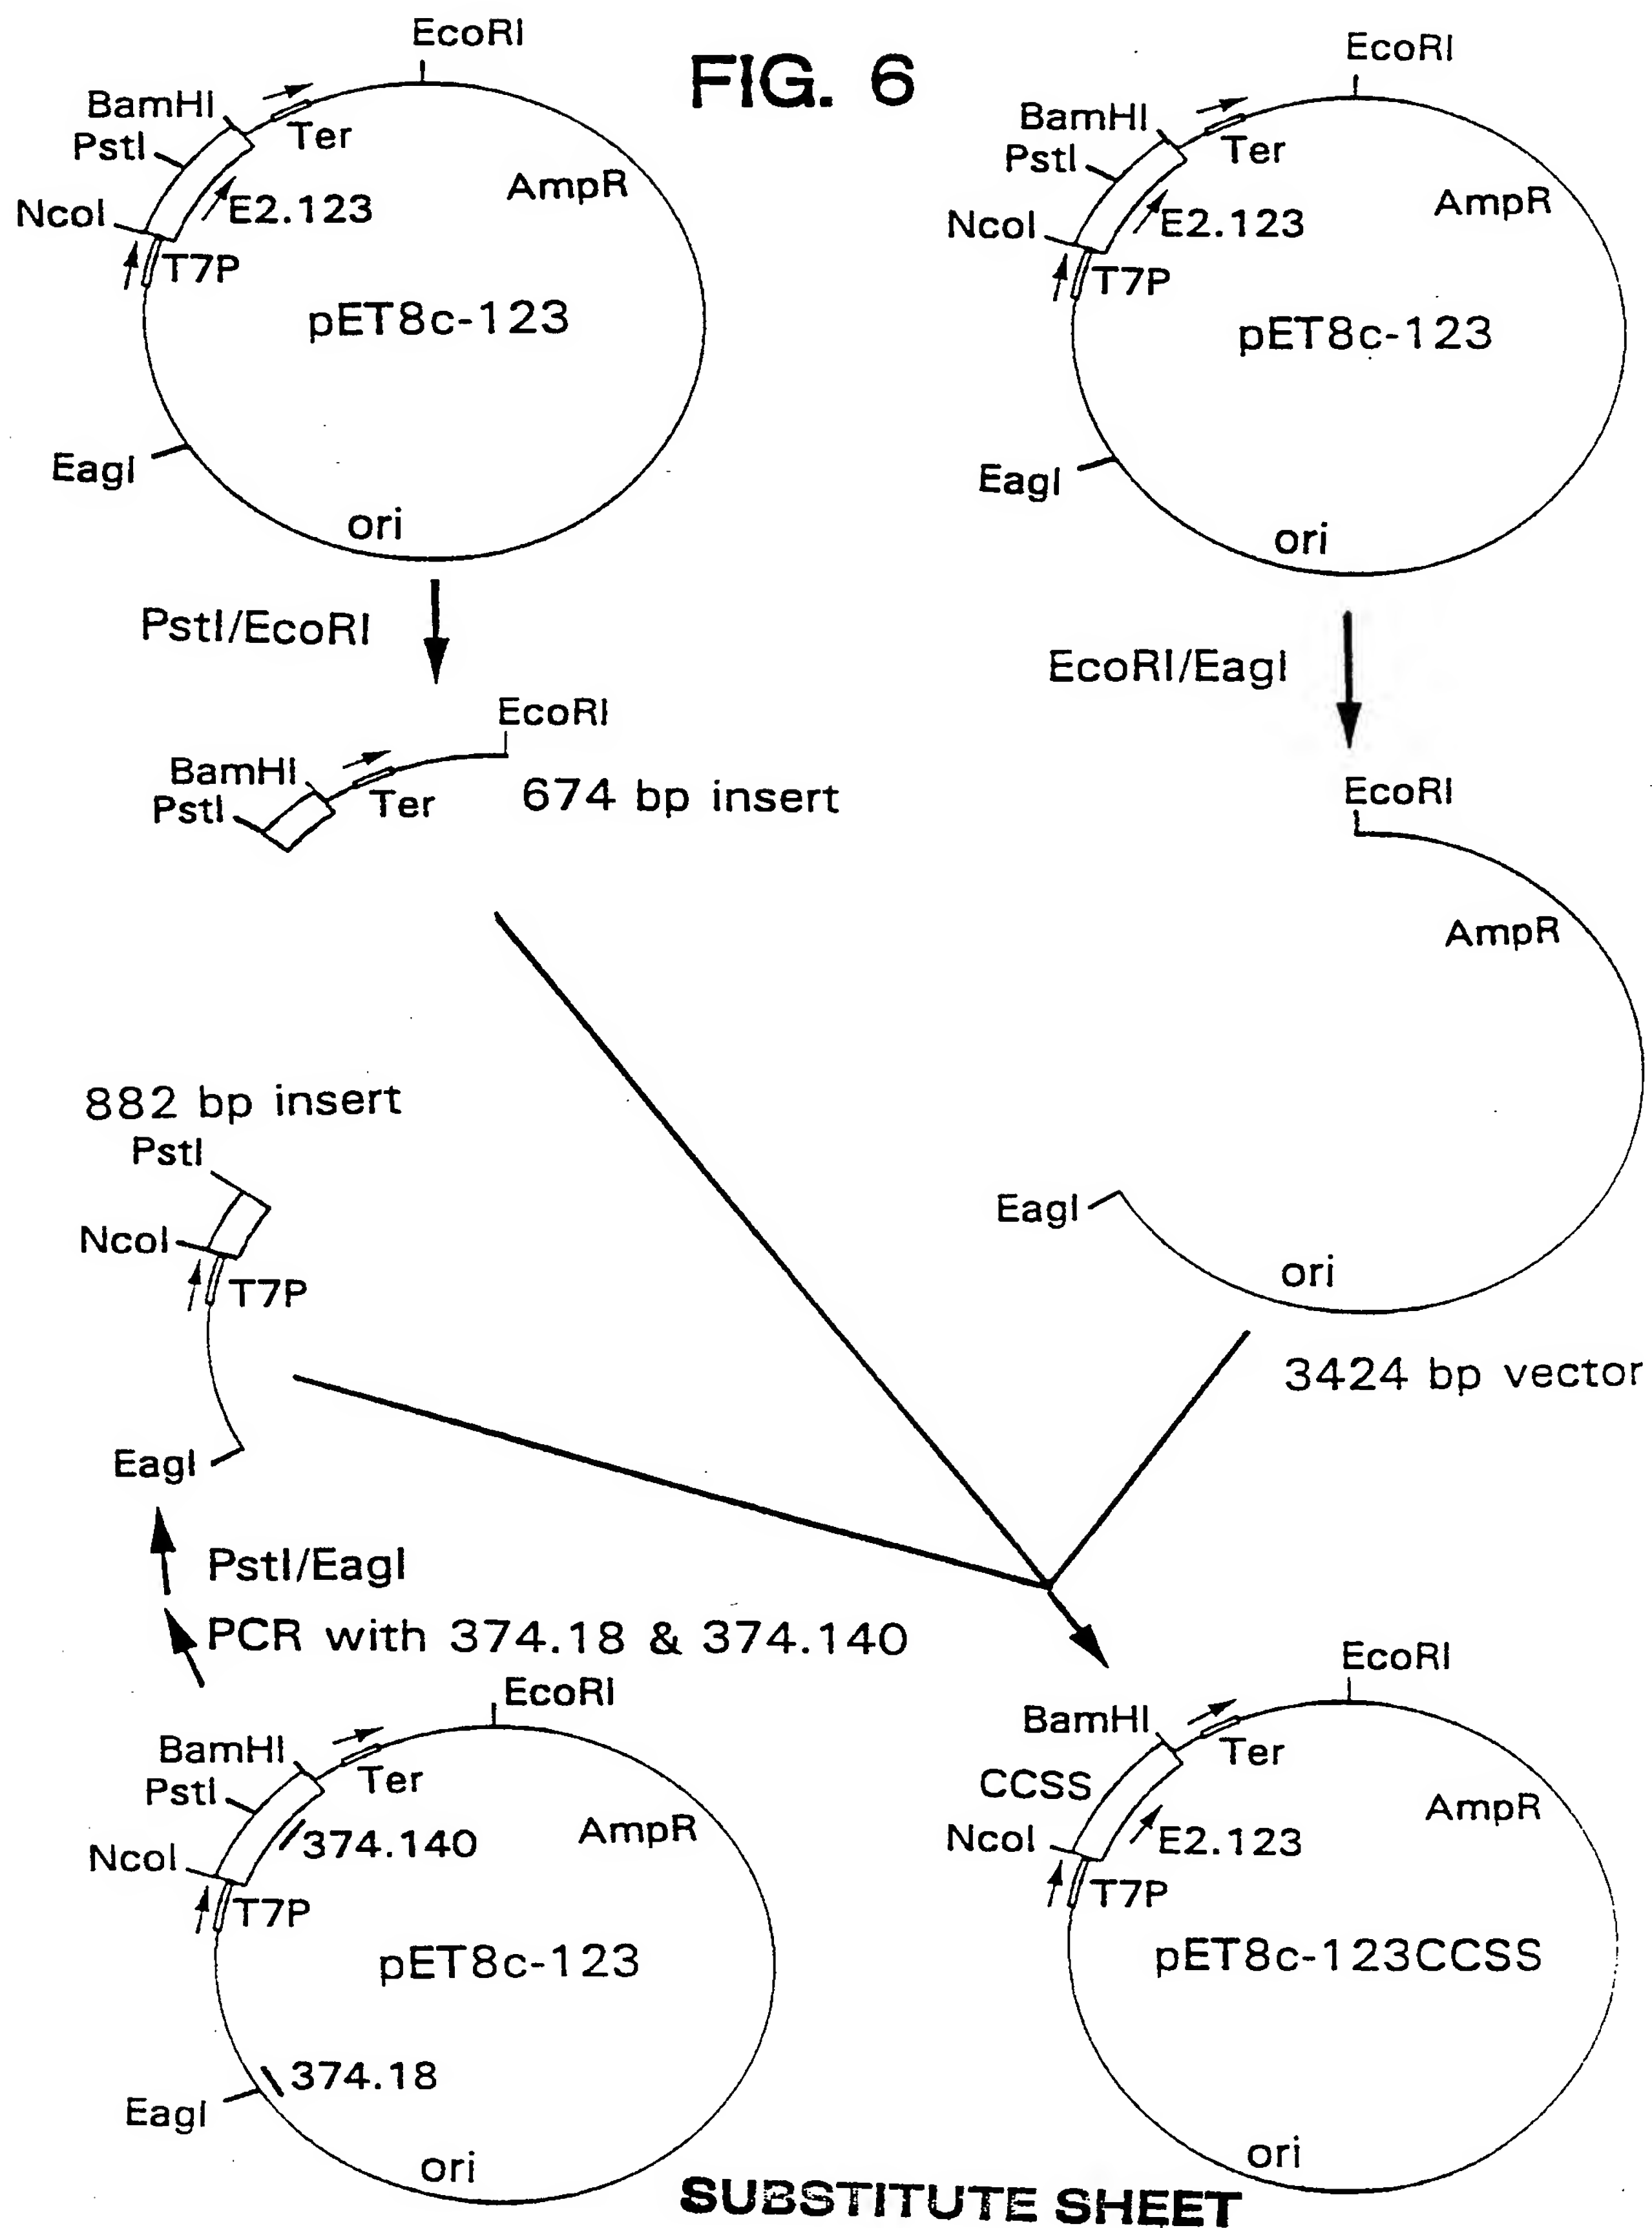 FIG. 6
EcoRI
BamHI
PstI
Ter
AmpR
NcoI
E2.123
T7P
pET8c-123
EagI
ori
PstI/EcoRI
EcoRI
BamHI
PstI
Ter
AmpR
NcoI
E2.123
T7P
pET8c-123
EagI
ori
EcoRI/EagI
EcoRI
BamHI
PstI
Ter
674 bp insert
EcoRI
AmpR
EagI
ori
3424 bp vector
882 bp insert
PstI
NcoI
T7P
EagI
PstI/EagI
PCR with 374.18 & 374.140
EcoRI
BamHI
PstI
Ter
AmpR
374.140
NcoI
T7P
pET8c-123
374.18
EagI
ori
EcoRI
BamHI
Ter
CCSS
AmpR
NcoI
E2.123
T7P
pET8c-123CCSS
ori
SUBSTITUTE SHEET